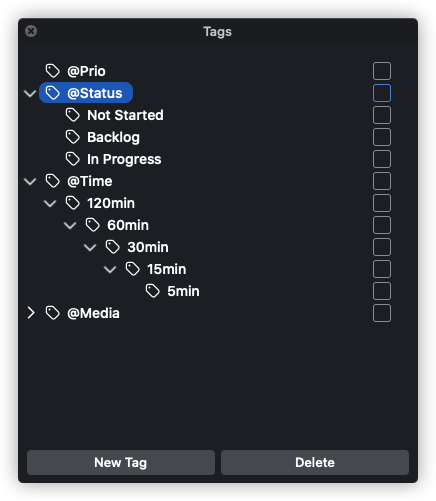 Tags
@Prio
@Status
Not Started
Backlog
In Progress
@Time
120min
60min
30min
15min
5min
@Media
New Tag
Delete